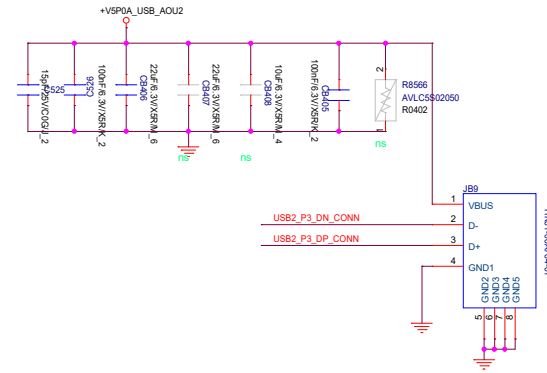 +V5P0A_USB_AOU2
15pF/25V/C0G/J_2
C525
100nF/6.3V/X5R/K_2
C526
22uF/6.3V/X5R/M_6
CB406
22uF/6.3V/X5R/M_6
CB407
10uF/6.3V/X5R/M_4
CB408
100nF/6.3V/X5R/K_2
CB405
2
1
R8566
AVLC5S02050
R0402
ns
ns
ns
JB9
1
VBUS
USB2_P3_DN_CONN
2
D-
USB2_P3_DP_CONN
3
D+
4
GND1
GND2
GND3
GND4
GND5
5
6
7
8